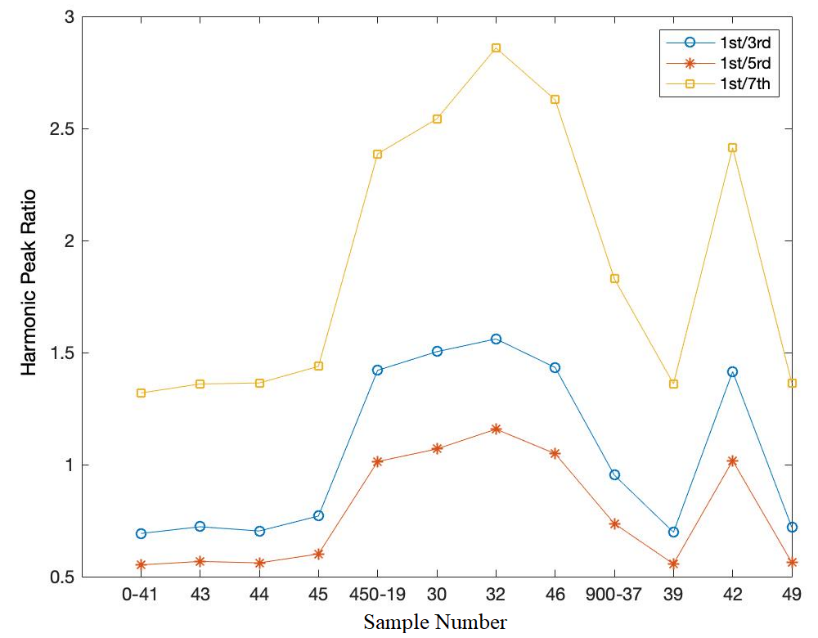 3
2.5
2
1.5
1
0.5
Harmonic Peak Ratio
1st/3rd
1st/5rd
1st/7th
0-41 43 44 45 450-19 30 32 46 900-37 39 42 49
Sample Number